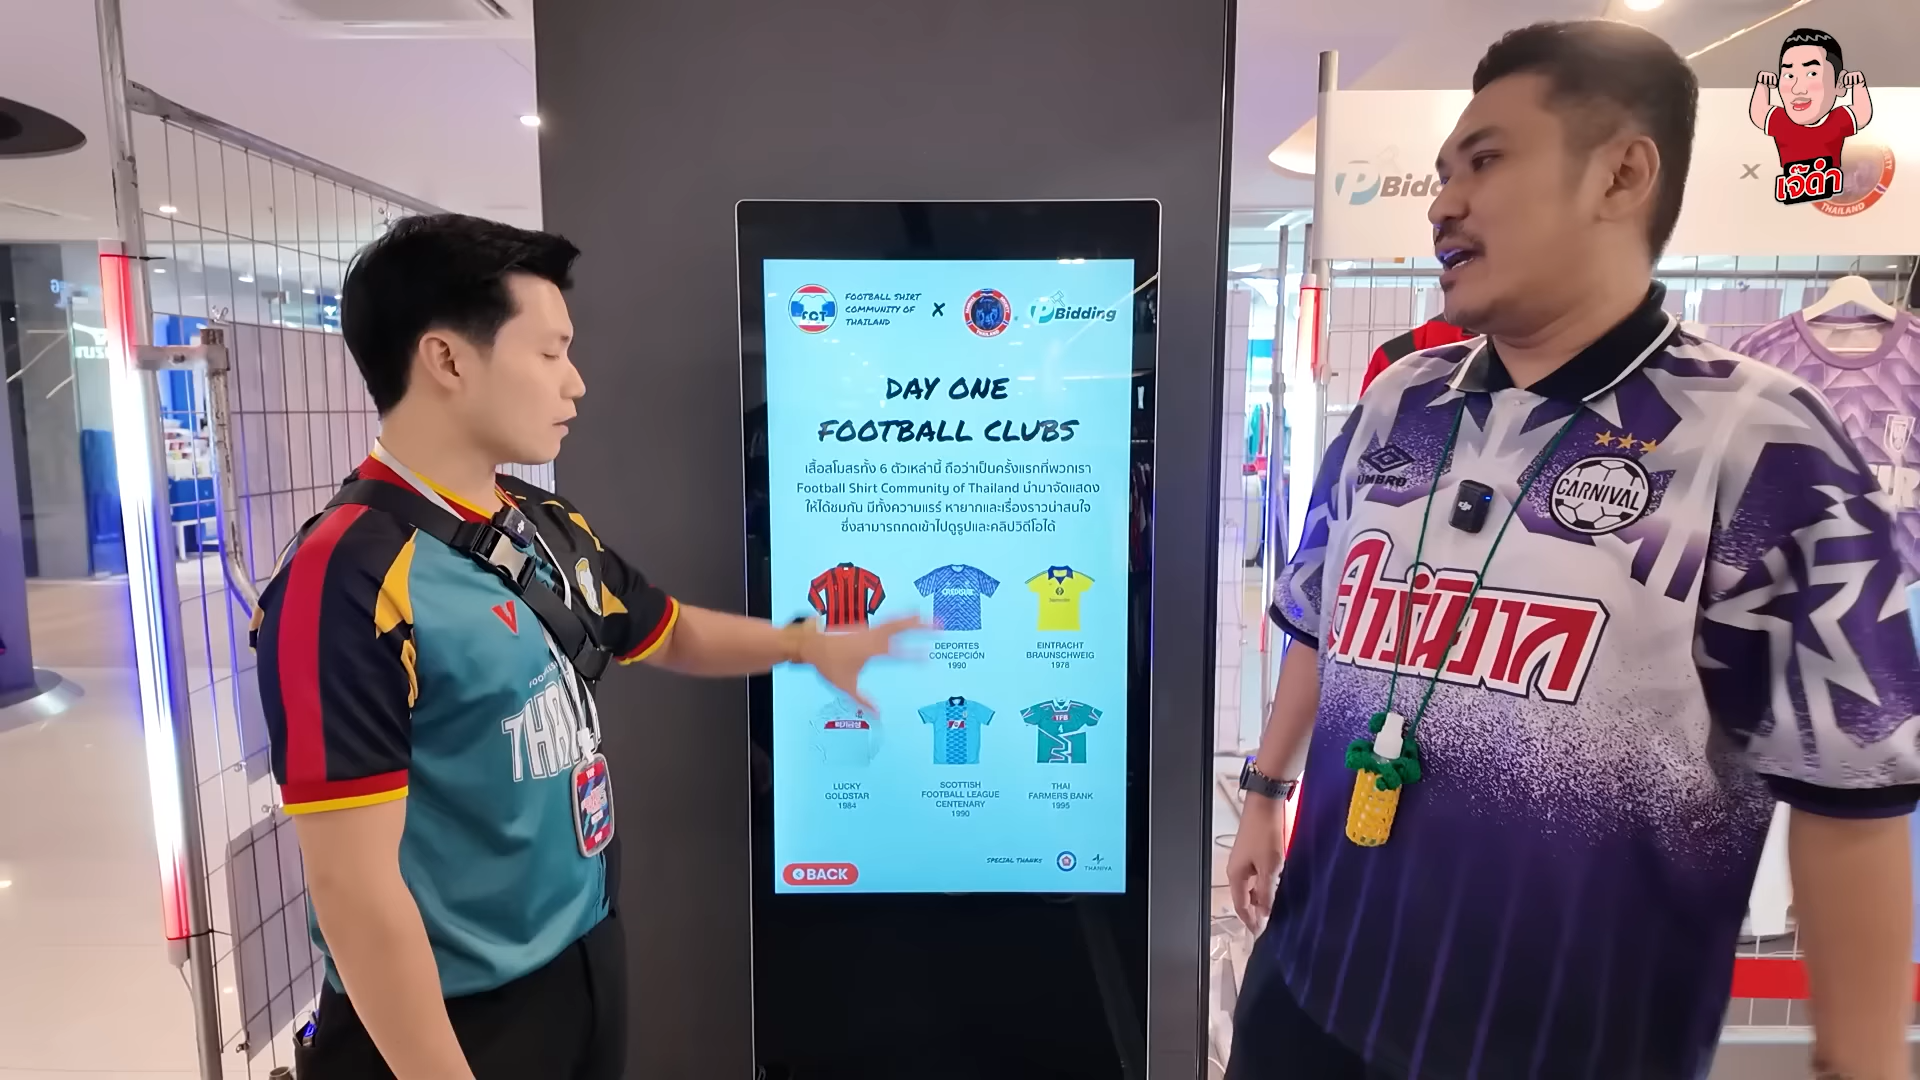 FOOTBALL SHIRT
COMMUNITY OF
THAILAND
X
FCT
Bidding
DAY ONE
FOOTBALL CLUBS
เสื้อสโมสรทั้ง 6 ตัวเหล่านี้ ถือว่าเป็นครั้งแรกที่พวกเรา
Football Shirt Community of Thailand นำมาจัดแสดง
ให้ได้ชมกัน มีทั้งความแรร์ หายากและเรื่องราวน่าสนใจ
ซึ่งสามารถกดเข้าไปดูรูปและคลิปวิดีโอได้
DEPORTES
CONCEPCIÓN
1990
EINTRACHT
BRAUNSCHWEIG
1978
TFB
LUCKY
GOLDSTAR
1984
SCOTTISH
FOOTBALL LEAGUE
CENTENARY
1990
THAI
FARMERS BANK
1995
BACK
SPECIAL THANKS
THANIYA
X
THAILAND
เจ๊ดำ
UMBRO
CARNIVAL
คาร์นิวาล